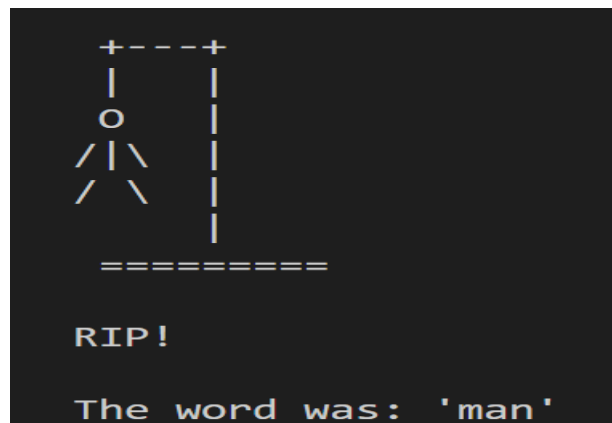 +---+
|   |
O   |
/|\  |
/ \  |
|
=========
RIP!
The word was: 'man'